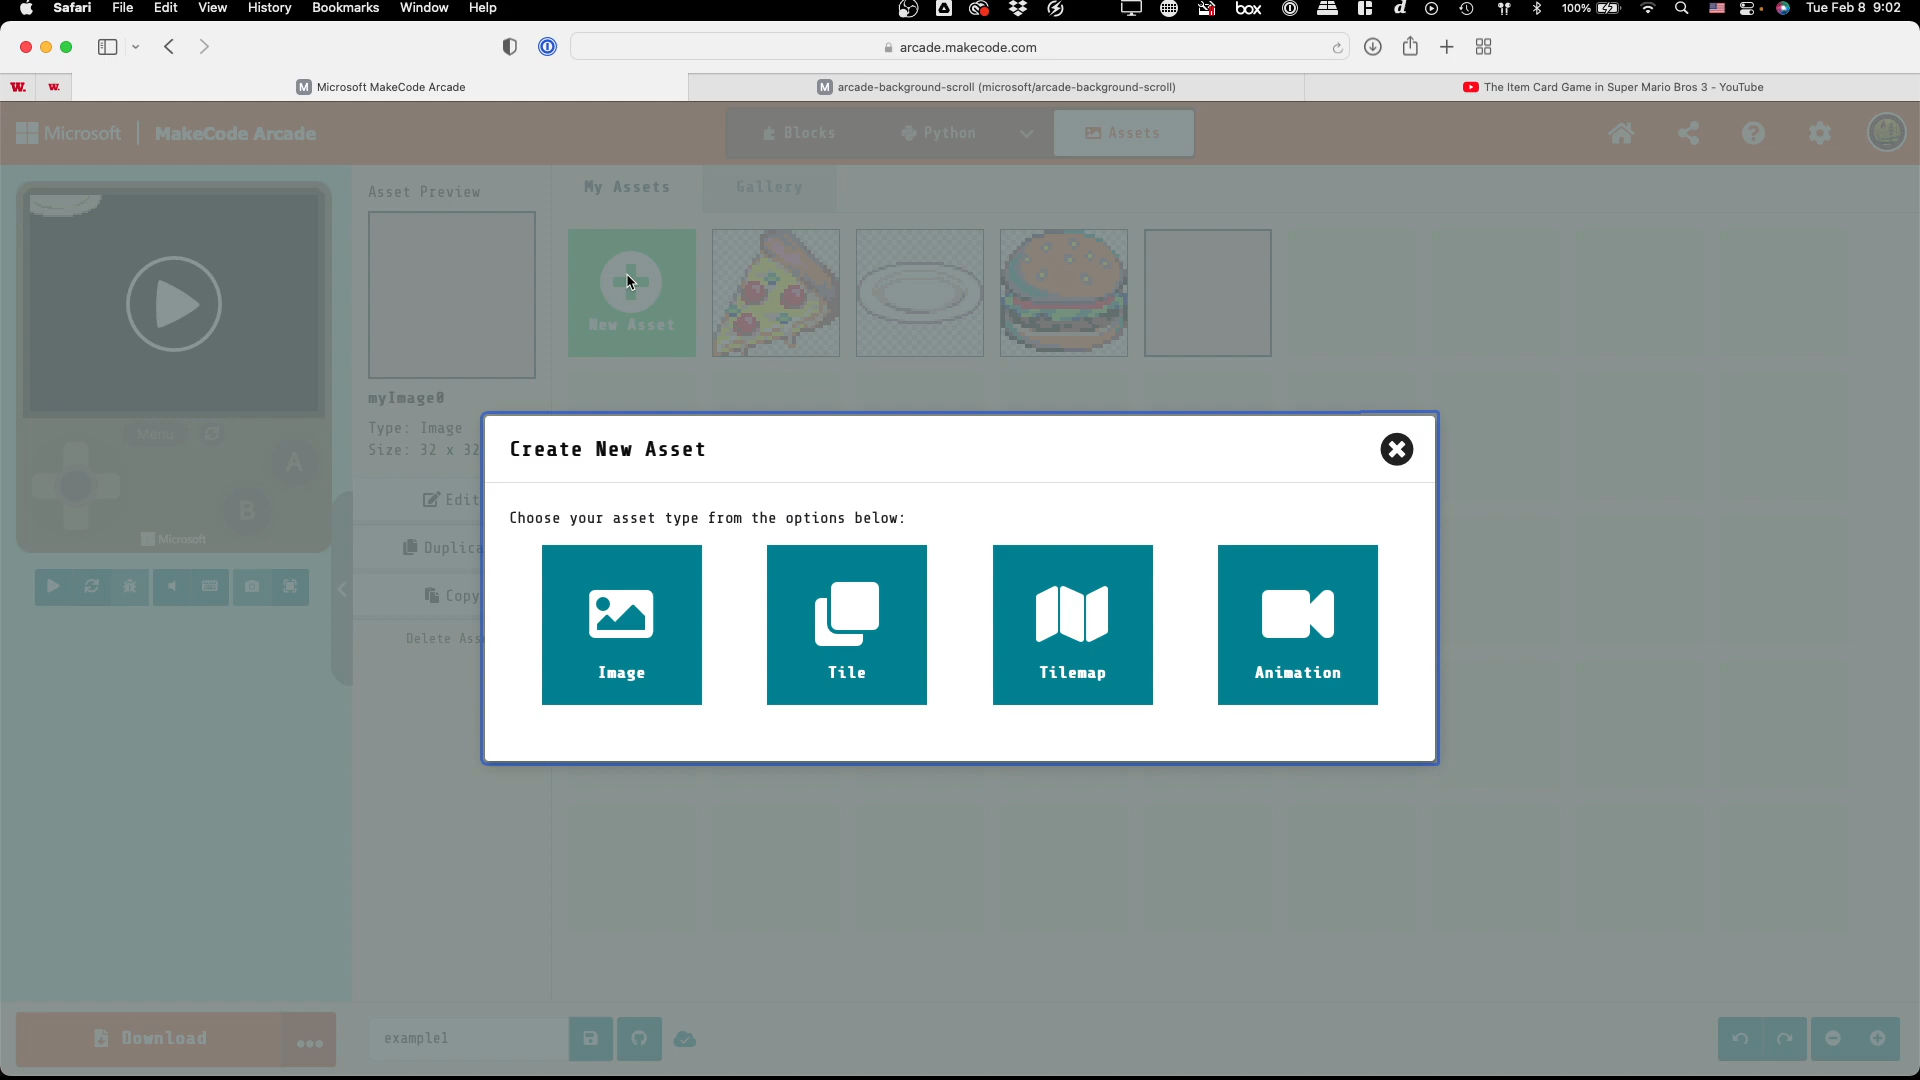 Safari File Edit View History Bookmarks Window Help box 100% Tue Feb 8 9:02
arcade.makecode.com
W. W. Microsoft MakeCode Arcade arcade-background-scroll (microsoft/arcade-background-scroll) The Item Card Game in Super Mario Bros 3 - YouTube
Microsoft MakeCode Arcade Blocks Python Assets
Asset Preview My Assets Gallery
New Asset
myImage0
Type: Image
Size: 32 x 32
Menu
A
B
Microsoft
Edit
Duplica
Copy
Delete Ass
Create New Asset
Choose your asset type from the options below:
Image Tile Tilemap Animation
Download example1